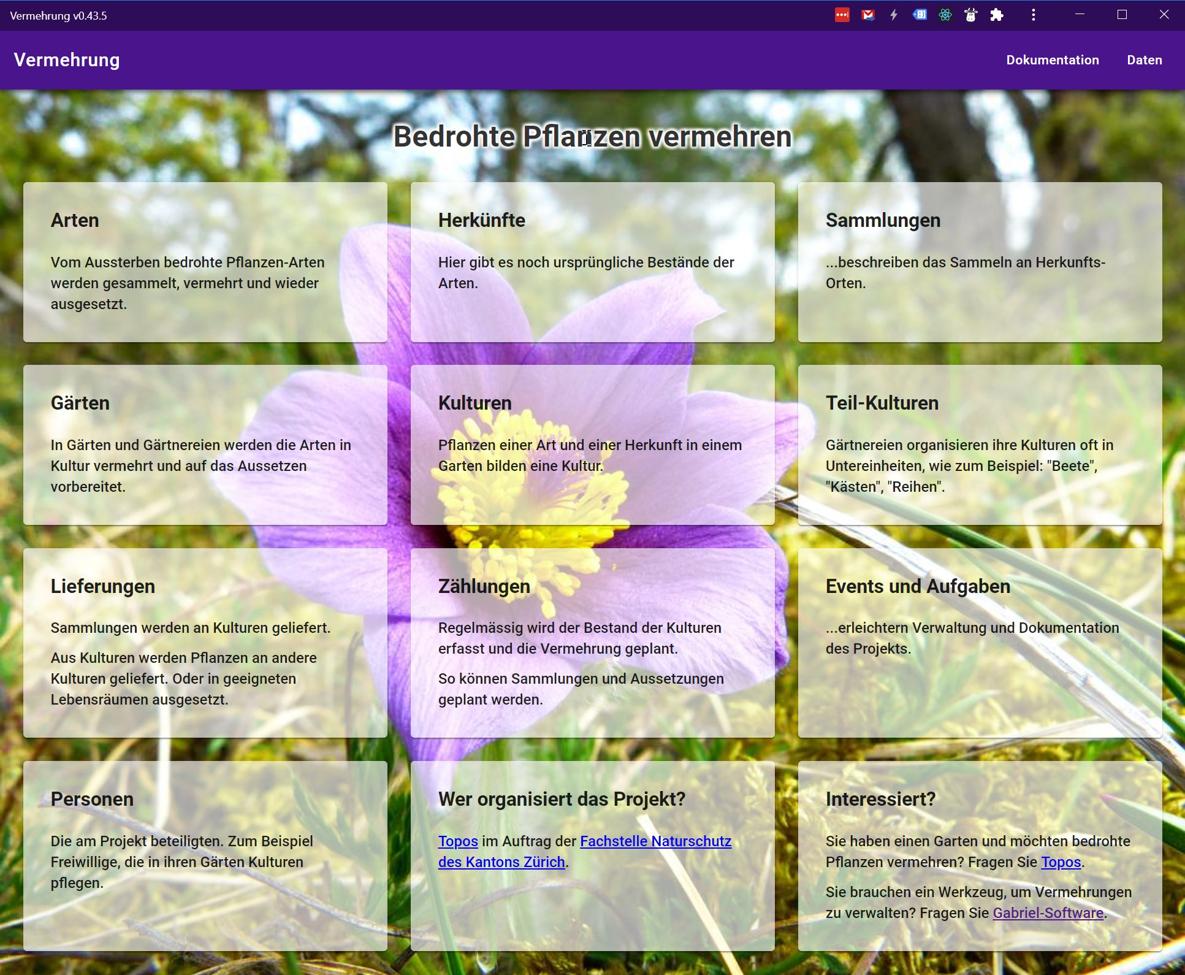 Vermehrung v0.43.5
Vermehrung
Dokumentation
Daten
Bedrohte Pflanzen vermehren
Arten
Vom Aussterben bedrohte Pflanzen-Arten
werden gesammelt, vermehrt und wieder
ausgesetzt.
Herkünfte
Hier gibt es noch ursprüngliche Bestände der
Arten.
Sammlungen
...beschreiben das Sammeln an Herkunfts-
Orten.
Gärten
In Gärten und Gärtnereien werden die Arten in
Kultur vermehrt und auf das Aussetzen
vorbereitet.
Kulturen
Pflanzen einer Art und einer Herkunft in einem
Garten bilden eine Kultur.
Teil-Kulturen
Gärtnereien organisieren ihre Kulturen oft in
Untereinheiten, wie zum Beispiel: "Beete",
"Kästen", "Reihen".
Lieferungen
Sammlungen werden an Kulturen geliefert.
Aus Kulturen werden Pflanzen an andere
Kulturen geliefert. Oder in geeigneten
Lebensräumen ausgesetzt.
Zählungen
Regelmässig wird der Bestand der Kulturen
erfasst und die Vermehrung geplant.
So können Sammlungen und Aussetzungen
geplant werden.
Events und Aufgaben
...erleichtern Verwaltung und Dokumentation
des Projekts.
Personen
Die am Projekt beteiligten. Zum Beispiel
Freiwillige, die in ihren Gärten Kulturen
pflegen.
Wer organisiert das Projekt?
Topos im Auftrag der Fachstelle Naturschutz
des Kantons Zürich.
Interessiert?
Sie haben einen Garten und möchten bedrohte
Pflanzen vermehren? Fragen Sie Topos.
Sie brauchen ein Werkzeug, um Vermehrungen
zu verwalten? Fragen Sie Gabriel-Software.